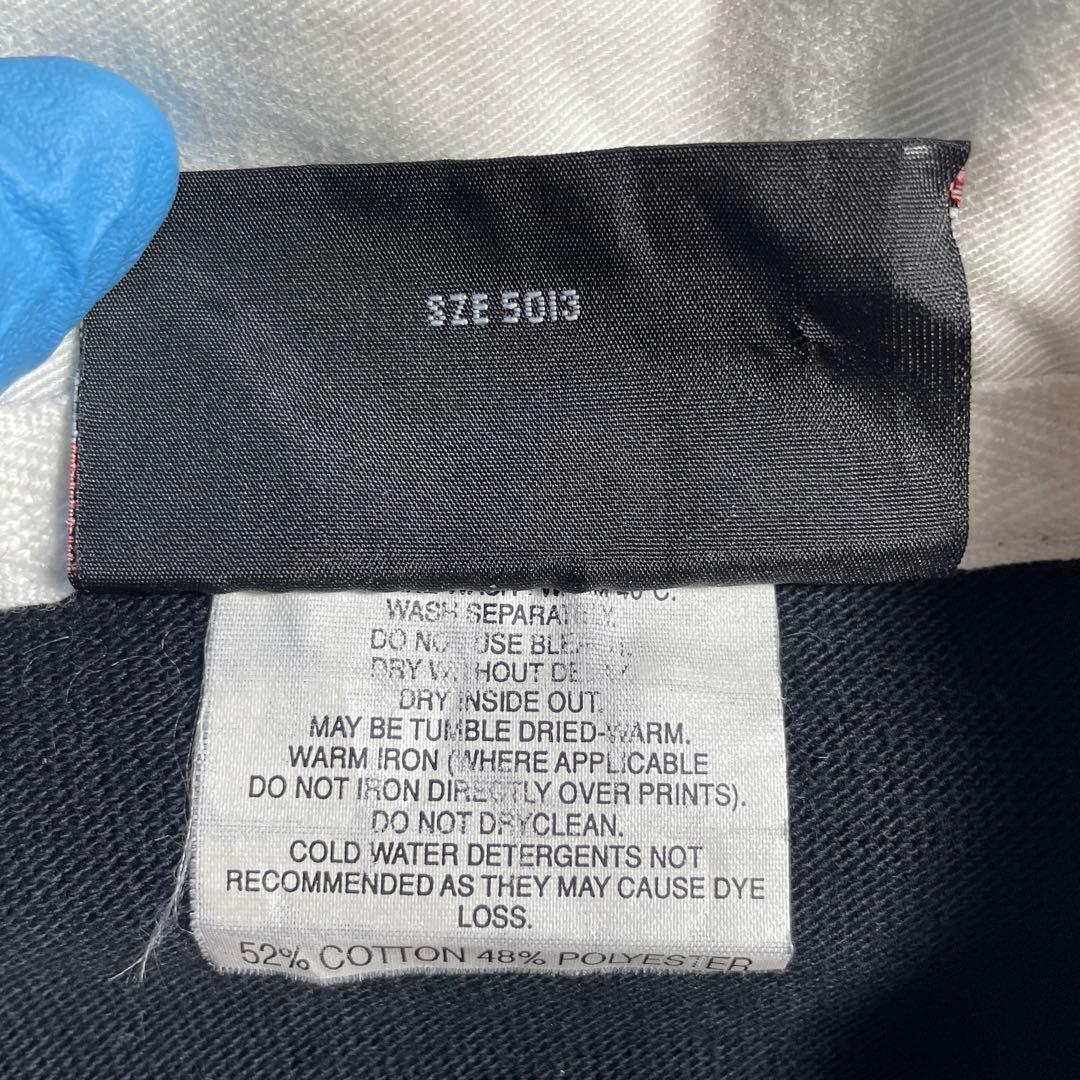 SZE 5013
40°C.
WASH SEPARATELY.
DO NOT USE BLEACH.
DRY WITHOUT DELAY
DRY INSIDE OUT.
MAY BE TUMBLE DRIED-WARM.
WARM IRON (WHERE APPLICABLE
DO NOT IRON DIRECTLY OVER PRINTS).
DO NOT DRYCLEAN.
COLD WATER DETERGENTS NOT
RECOMMENDED AS THEY MAY CAUSE DYE
LOSS.
52% COTTON 48% POLYESTER